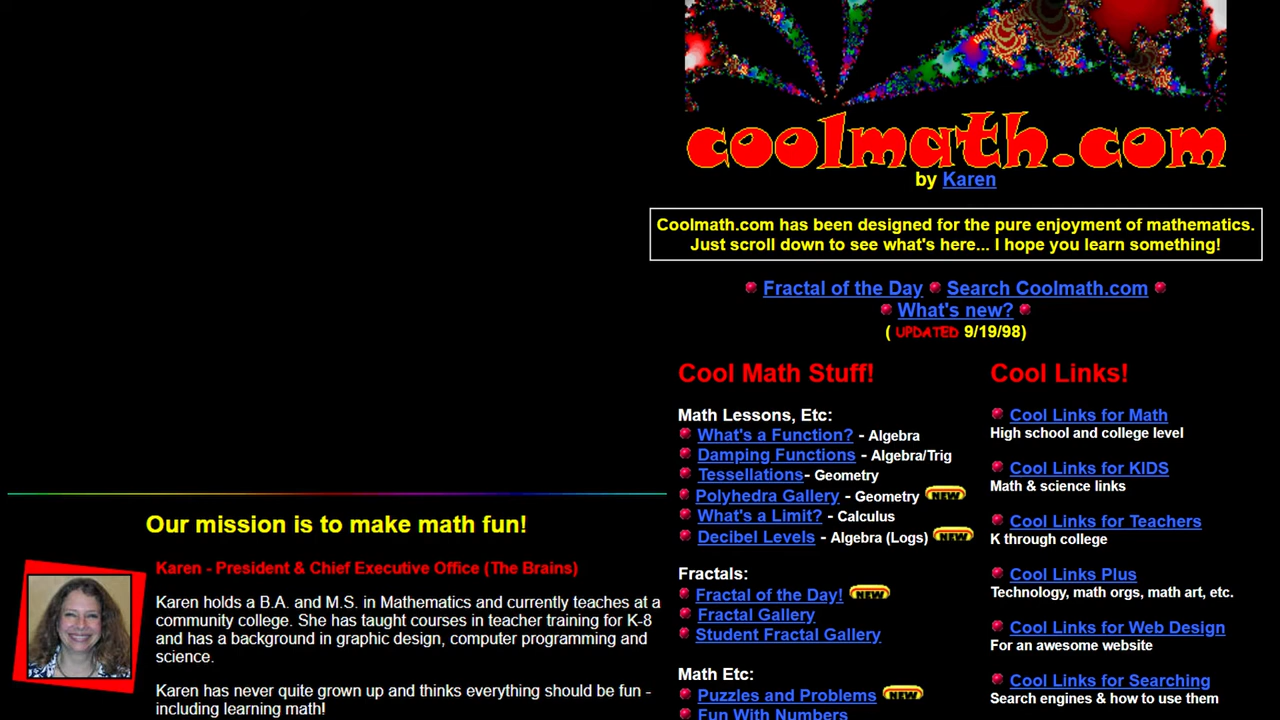 coolmath.com
by Karen
Coolmath.com has been designed for the pure enjoyment of mathematics.
Just scroll down to see what's here... I hope you learn something!
Fractal of the Day Search Coolmath.com
What's new?
( UPDATED 9/19/98)
Cool Math Stuff!
Math Lessons, Etc:
What's a Function? - Algebra
Damping Functions - Algebra/Trig
Tessellations- Geometry
Polyhedra Gallery - Geometry NEW
What's a Limit? - Calculus
Decibel Levels - Algebra (Logs) NEW
Fractals:
Fractal of the Day! NEW
Fractal Gallery
Student Fractal Gallery
Math Etc:
Puzzles and Problems NEW
Fun With Numbers
Cool Links!
Cool Links for Math
High school and college level
Cool Links for KIDS
Math & science links
Cool Links for Teachers
K through college
Cool Links Plus
Technology, math orgs, math art, etc.
Cool Links for Web Design
For an awesome website
Cool Links for Searching
Search engines & how to use them
Our mission is to make math fun!
Karen - President & Chief Executive Office (The Brains)
Karen holds a B.A. and M.S. in Mathematics and currently teaches at a
community college. She has taught courses in teacher training for K-8
and has a background in graphic design, computer programming and
science.
Karen has never quite grown up and thinks everything should be fun -
including learning math!